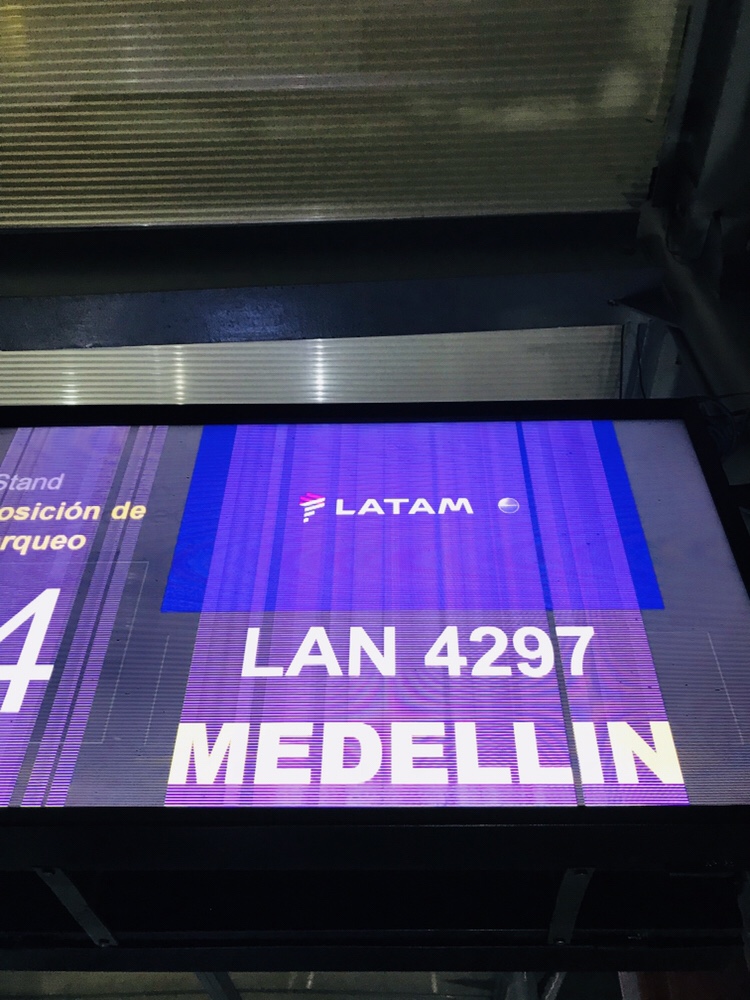 Stand
osición de
rqueo
4
LATAM
LAN 4297
MEDELLIN